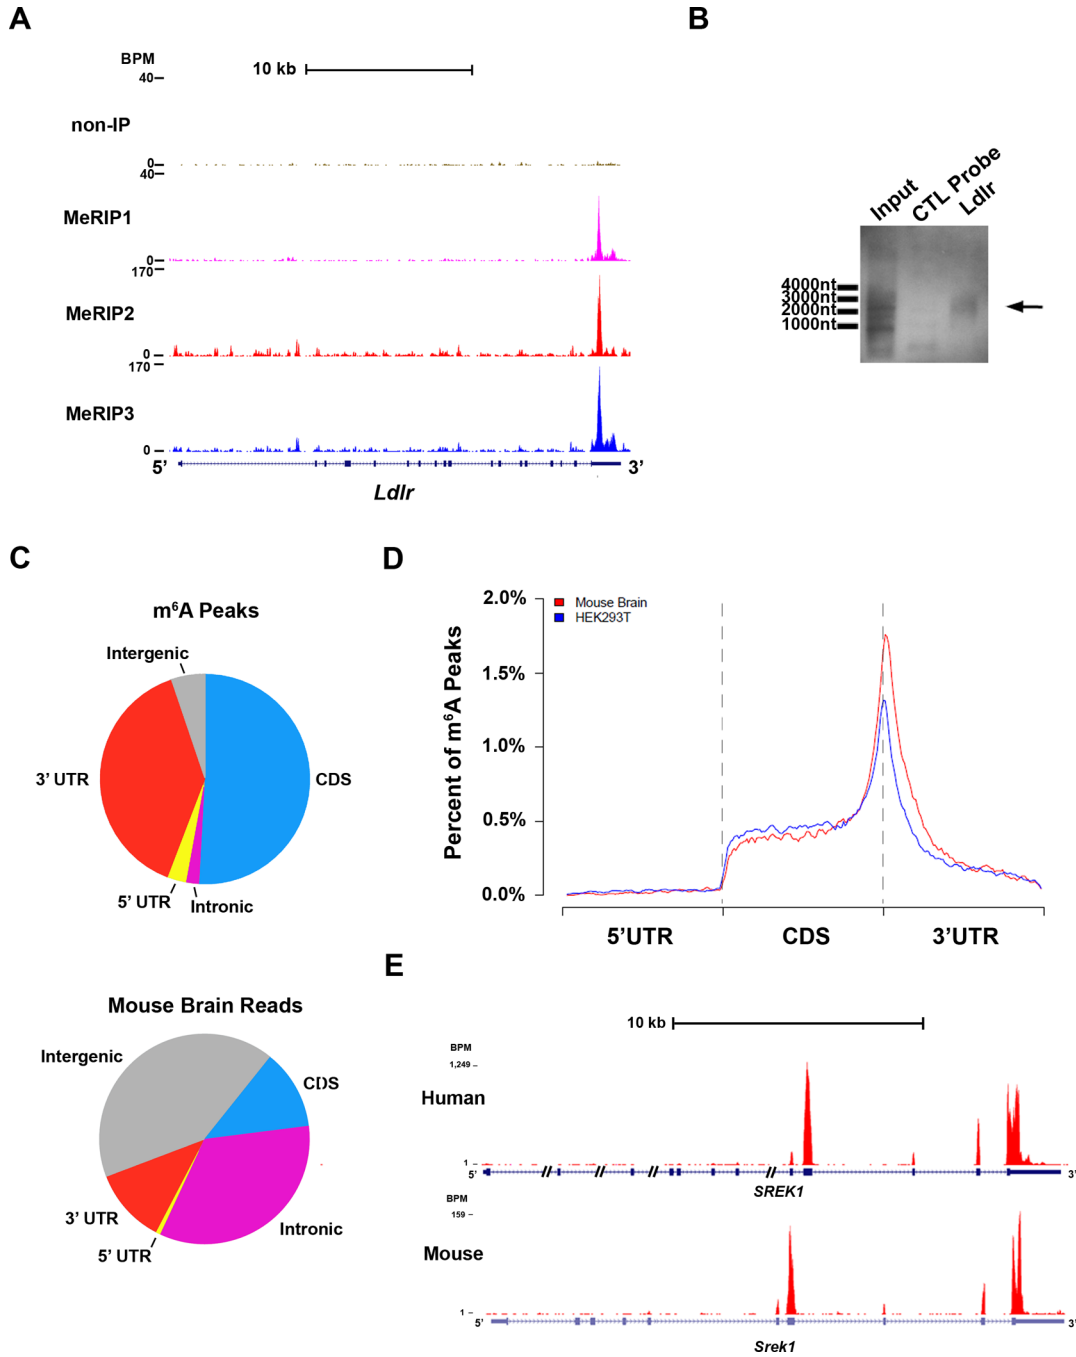 A
BPM
40
10 kb
non-IP
0
40
MeRIP1
0
170
MeRIP2
0
170
MeRIP3
0
5’
3’
Ldlr
B
Input
CTL Probe
Ldlr
4000nt
3000nt
2000nt
1000nt
C
m⁶A Peaks
Intergenic
3’ UTR
CDS
5’ UTR
Intronic
Mouse Brain Reads
Intergenic
CDS
3’ UTR
Intronic
5’ UTR
D
Percent of m⁶A Peaks
2.0%
1.5%
1.0%
0.5%
0.0%
Mouse Brain
HEK293T
5’UTR
CDS
3’UTR
E
10 kb
BPM
1,249
Human
1
5’
3’
SREK1
BPM
159
Mouse
1
5’
3’
Srek1